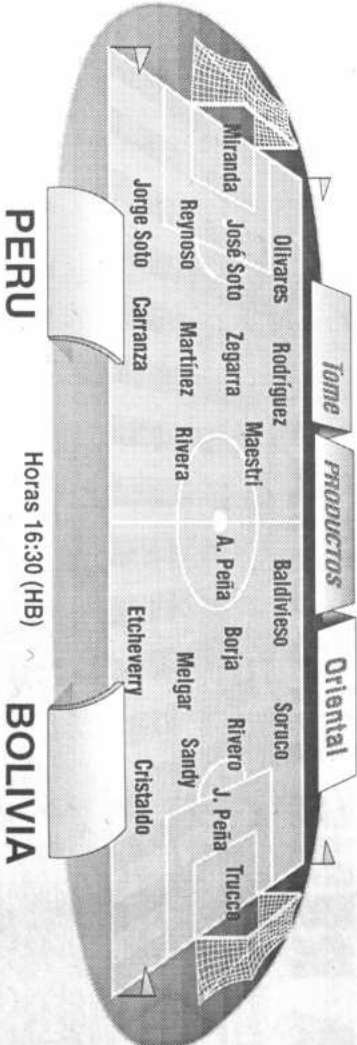 Tome PRODUCTOS Oriental
Olivares Rodríguez Baldivieso Soruco
Maestri
Miranda José Soto Zegarra A. Peña Borja Rivero J. Peña Trucco
Reynoso Martínez Rivera Melgar Sandy
Jorge Soto Carranza Etcheverry Cristaldo
PERU Horas 16:30 (HB) BOLIVIA